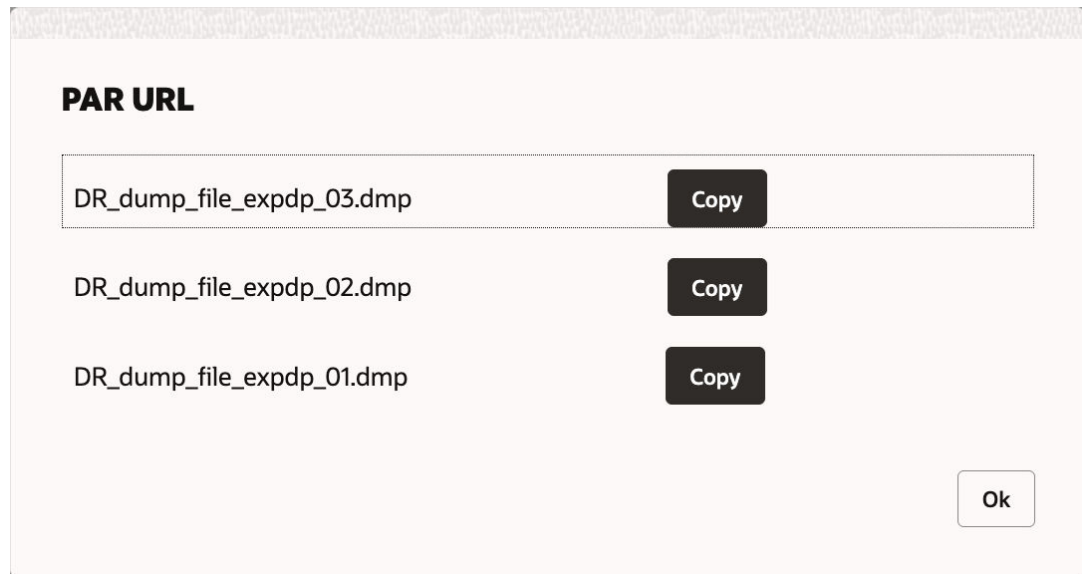 PAR URL
DR_dump_file_expdp_03.dmp Copy
DR_dump_file_expdp_02.dmp Copy
DR_dump_file_expdp_01.dmp Copy
Ok